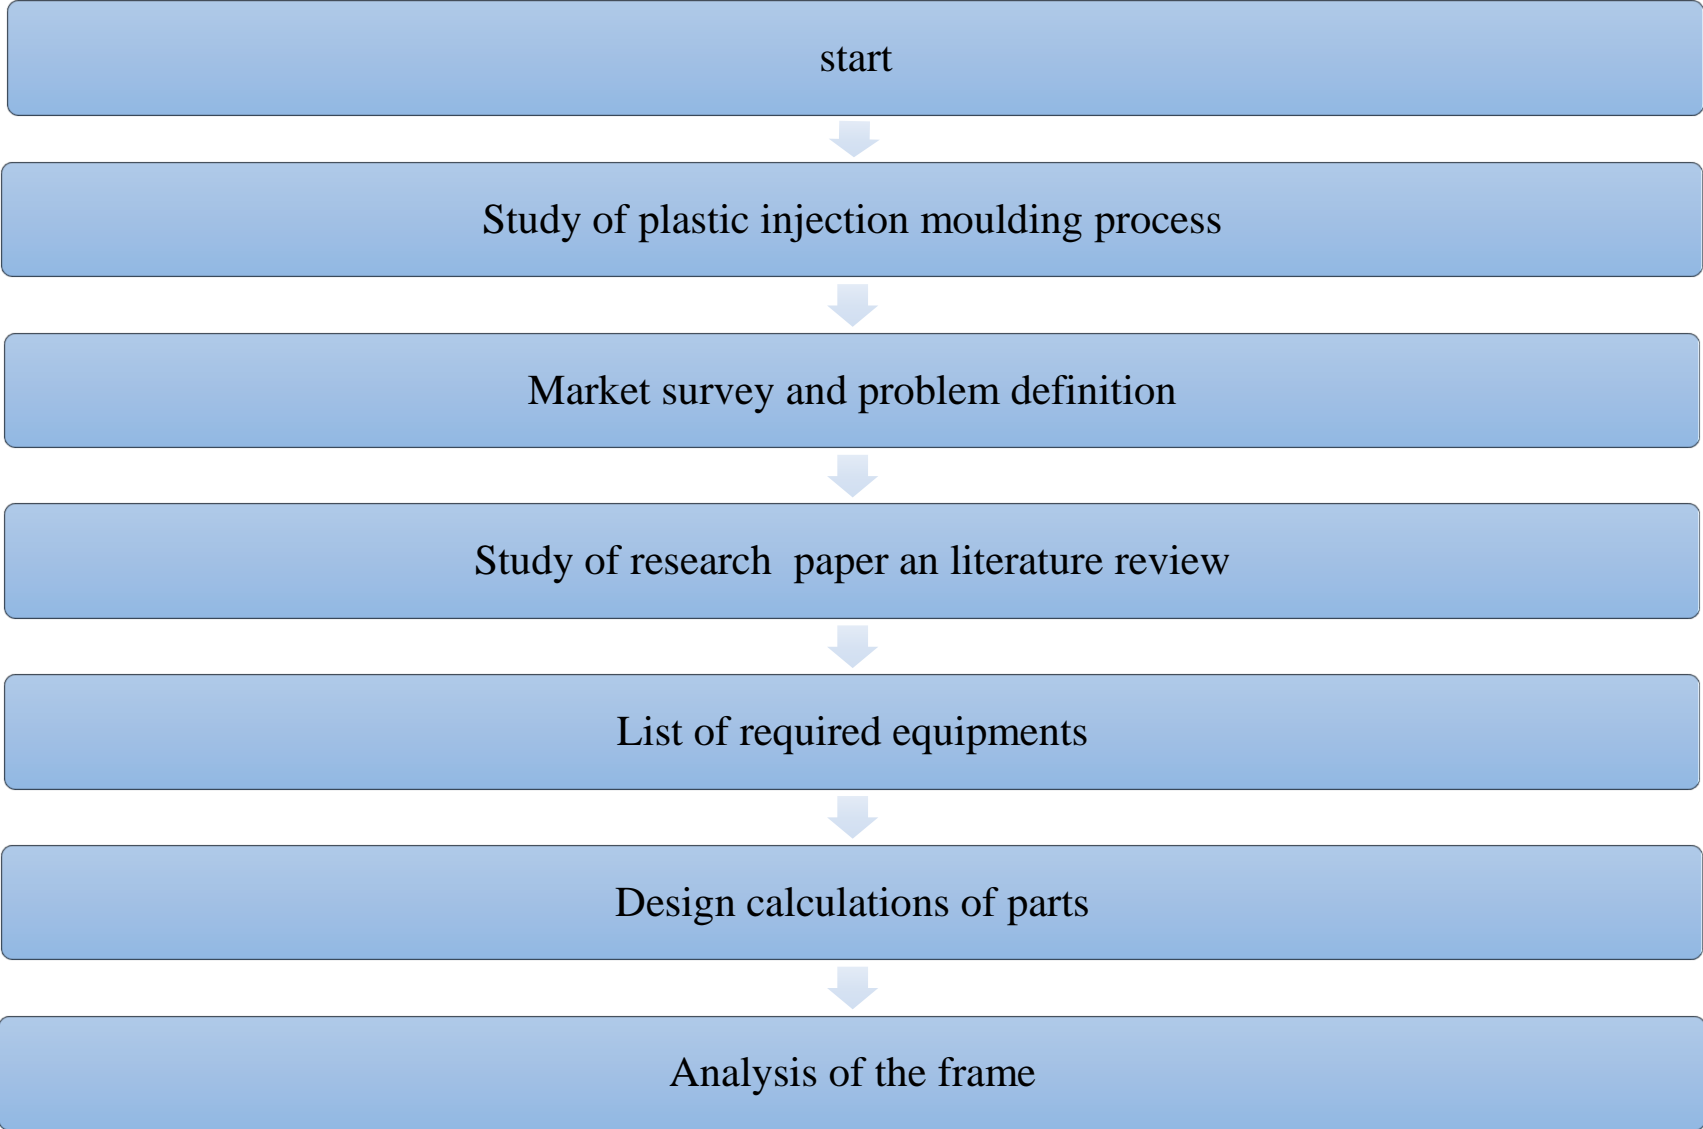 start
Study of plastic injection moulding process
Market survey and problem definition
Study of research  paper an literature review
List of required equipments
Design calculations of parts
Analysis of the frame